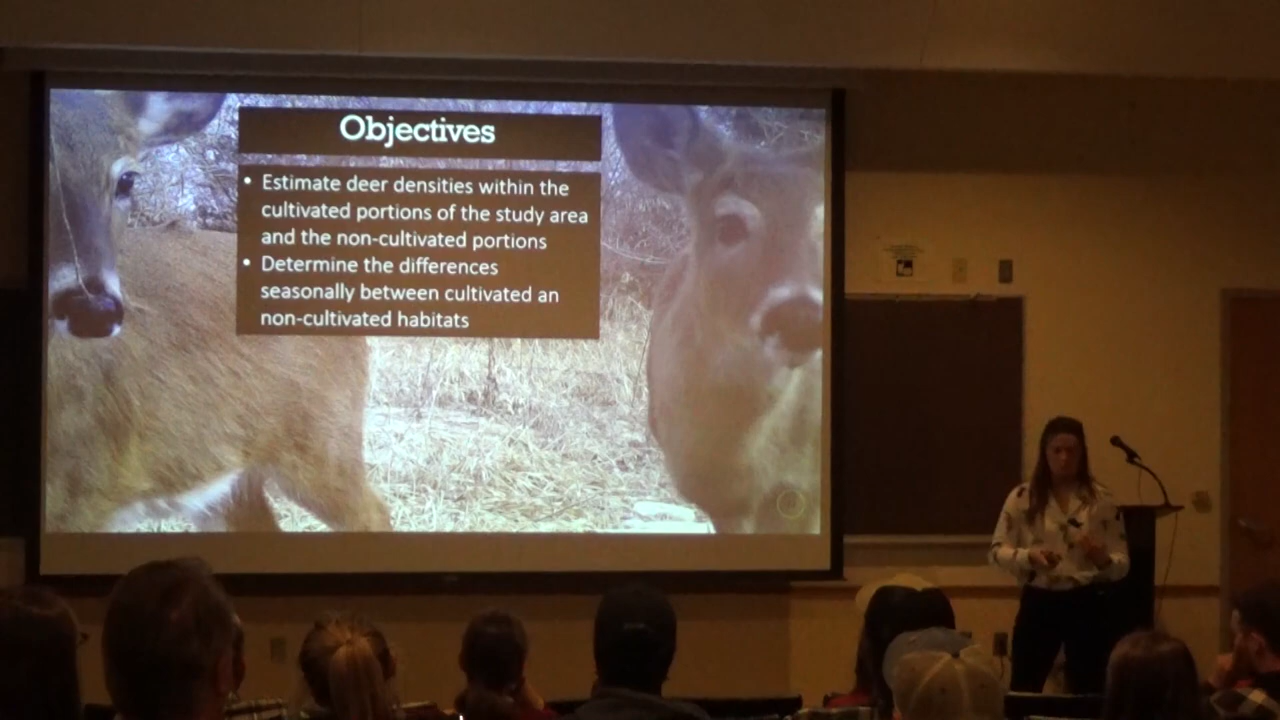 Objectives
• Estimate deer densities within the
cultivated portions of the study area
and the non-cultivated portions
• Determine the differences
seasonally between cultivated an
non-cultivated habitats